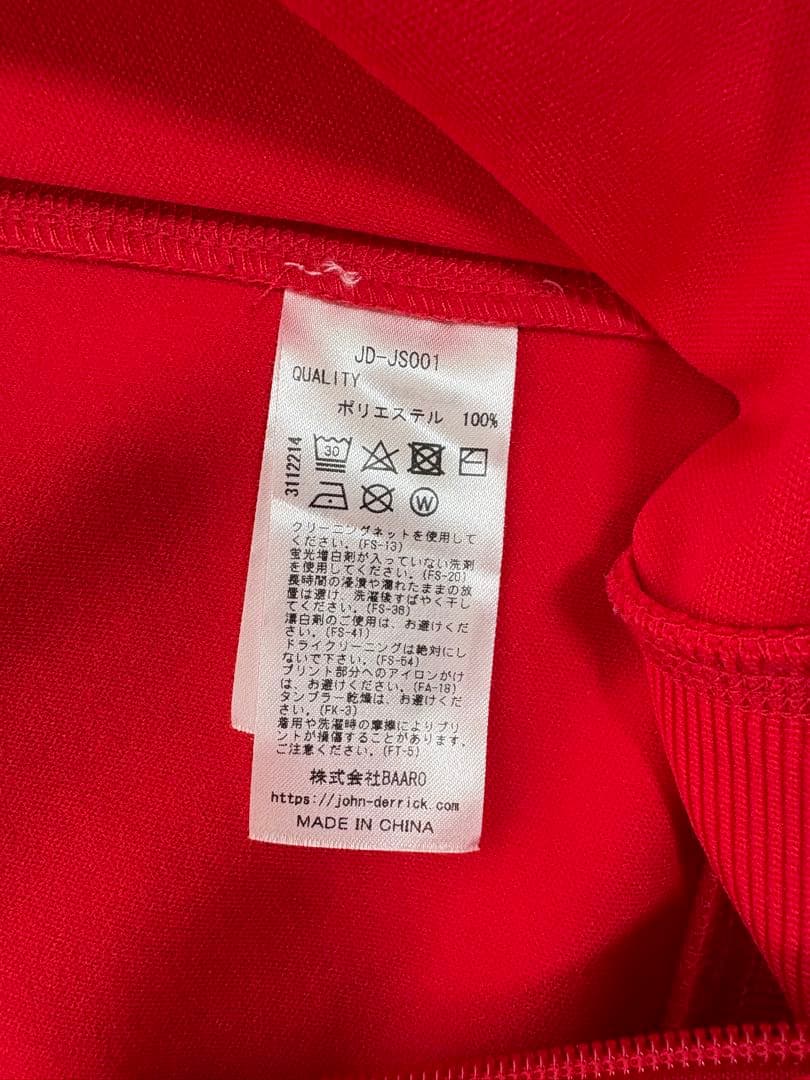 JD-JS001
QUALITY
ポリエステル 100%
3112214
30
W
クリーニングネットを使用して
ください。(FS-13)
蛍光増白剤が入っていない洗剤
を使用してください。(FS-20)
長時間の浸漬や濡れたままの放
置は避け、洗濯後すばやく干し
てください。(FS-36)
漂白剤のご使用は、お避けくだ
さい。(FS-41)
ドライクリーニングは絶対にし
ないで下さい。(FS-54)
プリント部分へのアイロンがけ
は、お避けください。(FA-18)
タンブラー乾燥は、お避けくだ
さい。(FK-3)
着用や洗濯時の摩擦によりプリ
ントが損傷することがあります。
ご注意ください。(FT-5)
株式会社BAARO
https://john-derrick.com
MADE IN CHINA